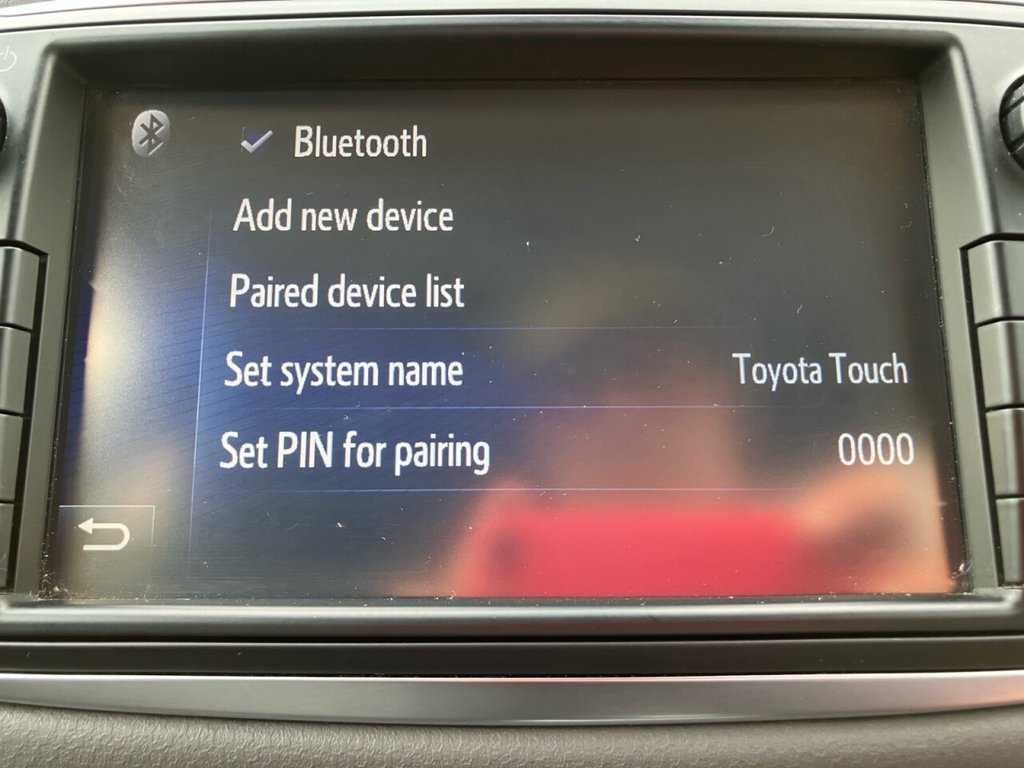 Bluetooth
Add new device
Paired device list
Set system name Toyota Touch
Set PIN for pairing 0000